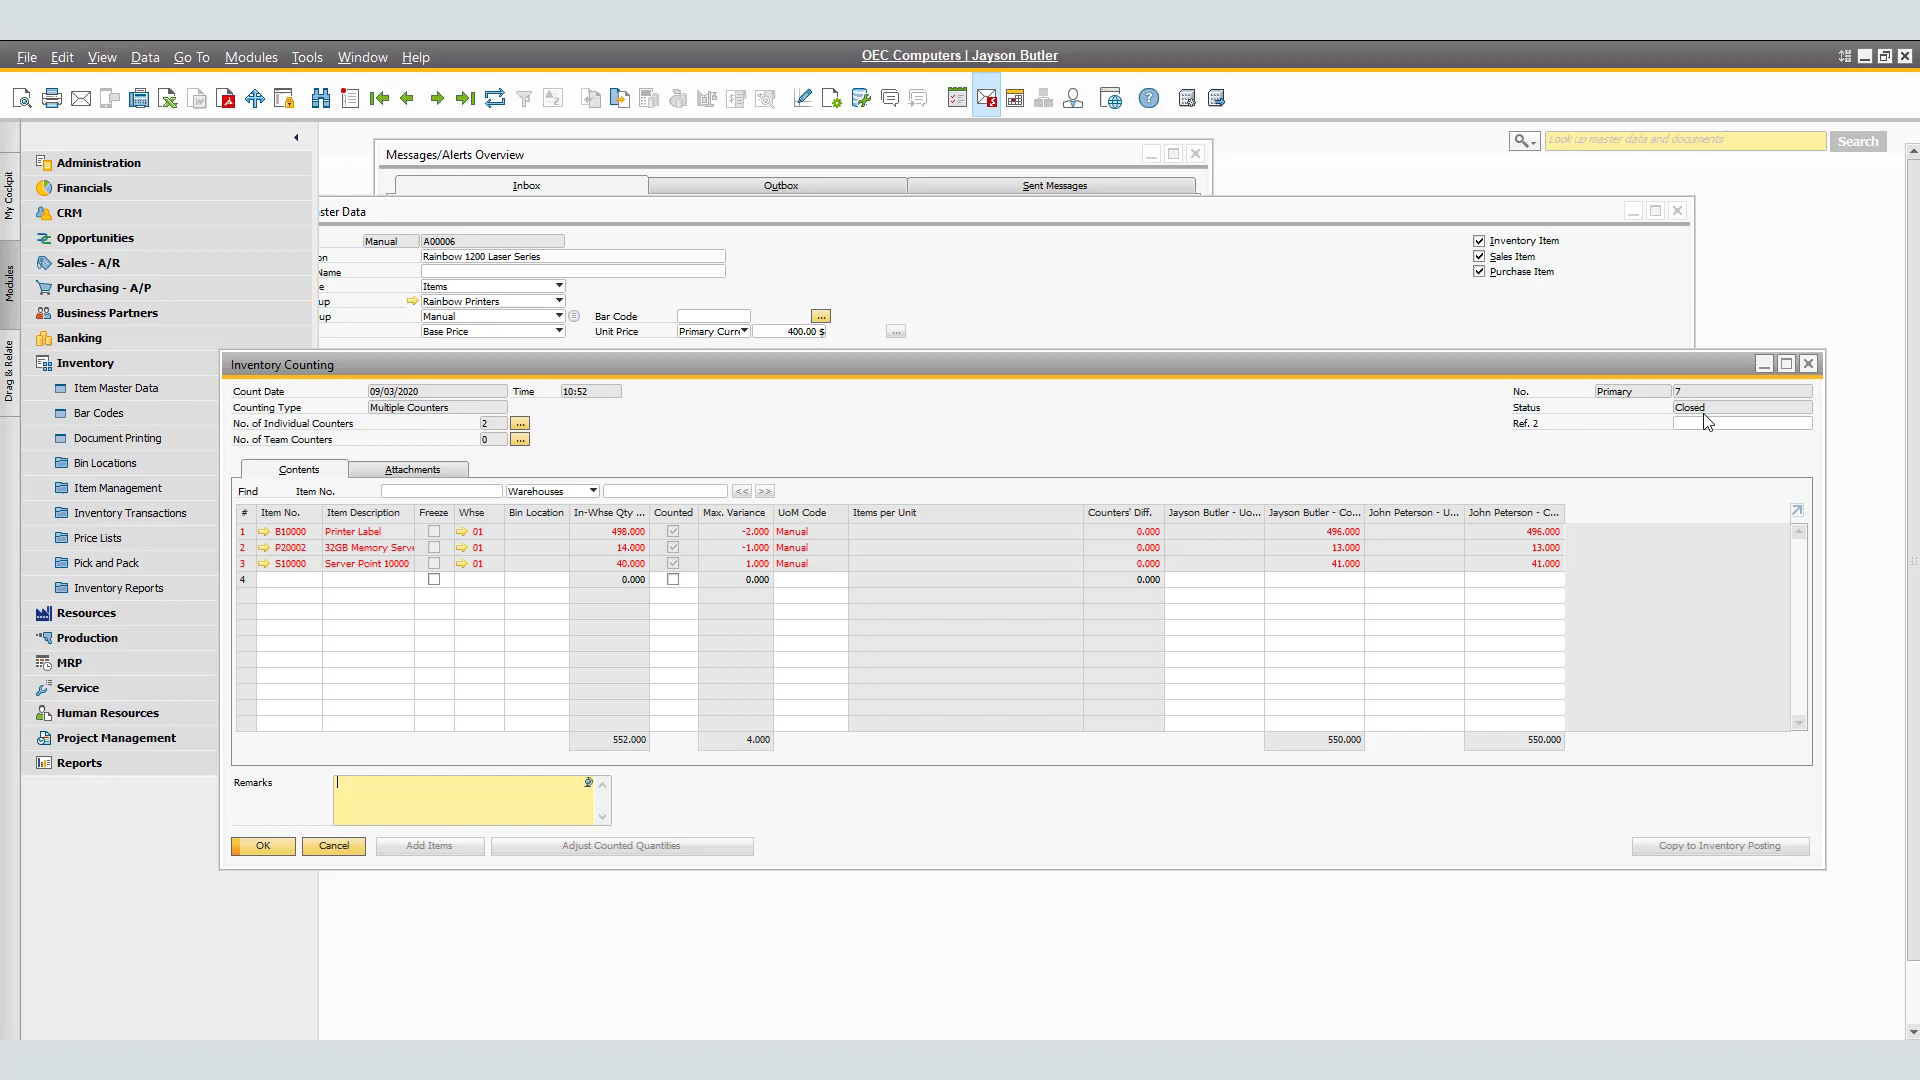 OEC Computers | Jayson Butler
File Edit View Data Go To Modules Tools Window Help
Look up master data and documents
Search
My Cockpit
Modules
Drag & Relate
Administration
Financials
CRM
Opportunities
Sales - A/R
Purchasing - A/P
Business Partners
Banking
Inventory
Item Master Data
Bar Codes
Document Printing
Bin Locations
Item Management
Inventory Transactions
Price Lists
Pick and Pack
Inventory Reports
Resources
Production
MRP
Service
Human Resources
Project Management
Reports
Messages/Alerts Overview
Inbox Outbox Sent Messages
ster Data
Manual A00006
on Rainbow 1200 Laser Series
Name
e Items
up Rainbow Printers
up Manual Bar Code ...
Base Price Unit Price Primary Curre 400.00 $ ...
Inventory Item
Sales Item
Purchase Item
Inventory Counting
Count Date 09/03/2020 Time 10:52 No. Primary 7
Counting Type Multiple Counters Status Closed
No. of Individual Counters 2 ... Ref. 2
No. of Team Counters 0 ...
Contents Attachments
Find Item No. Warehouses << >>
# Item No. Item Description Freeze Whse Bin Location In-Whse Qty ... Counted Max. Variance UoM Code Items per Unit Counters' Diff. Jayson Butler - Uo... Jayson Butler - Co... John Peterson - U... John Peterson - C...
1 B10000 Printer Label 01 498.000 -2.000 Manual 0.000 496.000 496.000
2 P20002 32GB Memory Serve 01 14.000 -1.000 Manual 0.000 13.000 13.000
3 S10000 Server Point 10000 01 40.000 1.000 Manual 0.000 41.000 41.000
4 0.000 0.000 0.000
552.000 4.000 550.000 550.000
Remarks
OK Cancel Add Items Adjust Counted Quantities Copy to Inventory Posting